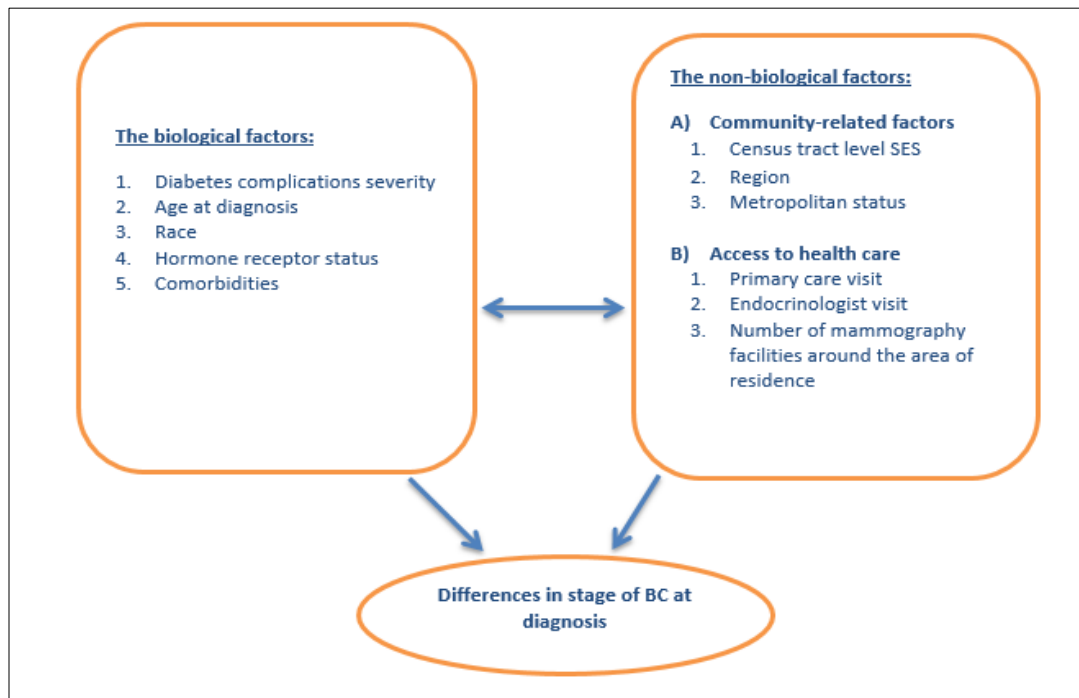 The biological factors:
1. Diabetes complications severity
2. Age at diagnosis
3. Race
4. Hormone receptor status
5. Comorbidities
The non-biological factors:
A) Community-related factors
1. Census tract level SES
2. Region
3. Metropolitan status
B) Access to health care
1. Primary care visit
2. Endocrinologist visit
3. Number of mammography
facilities around the area of
residence
Differences in stage of BC at
diagnosis